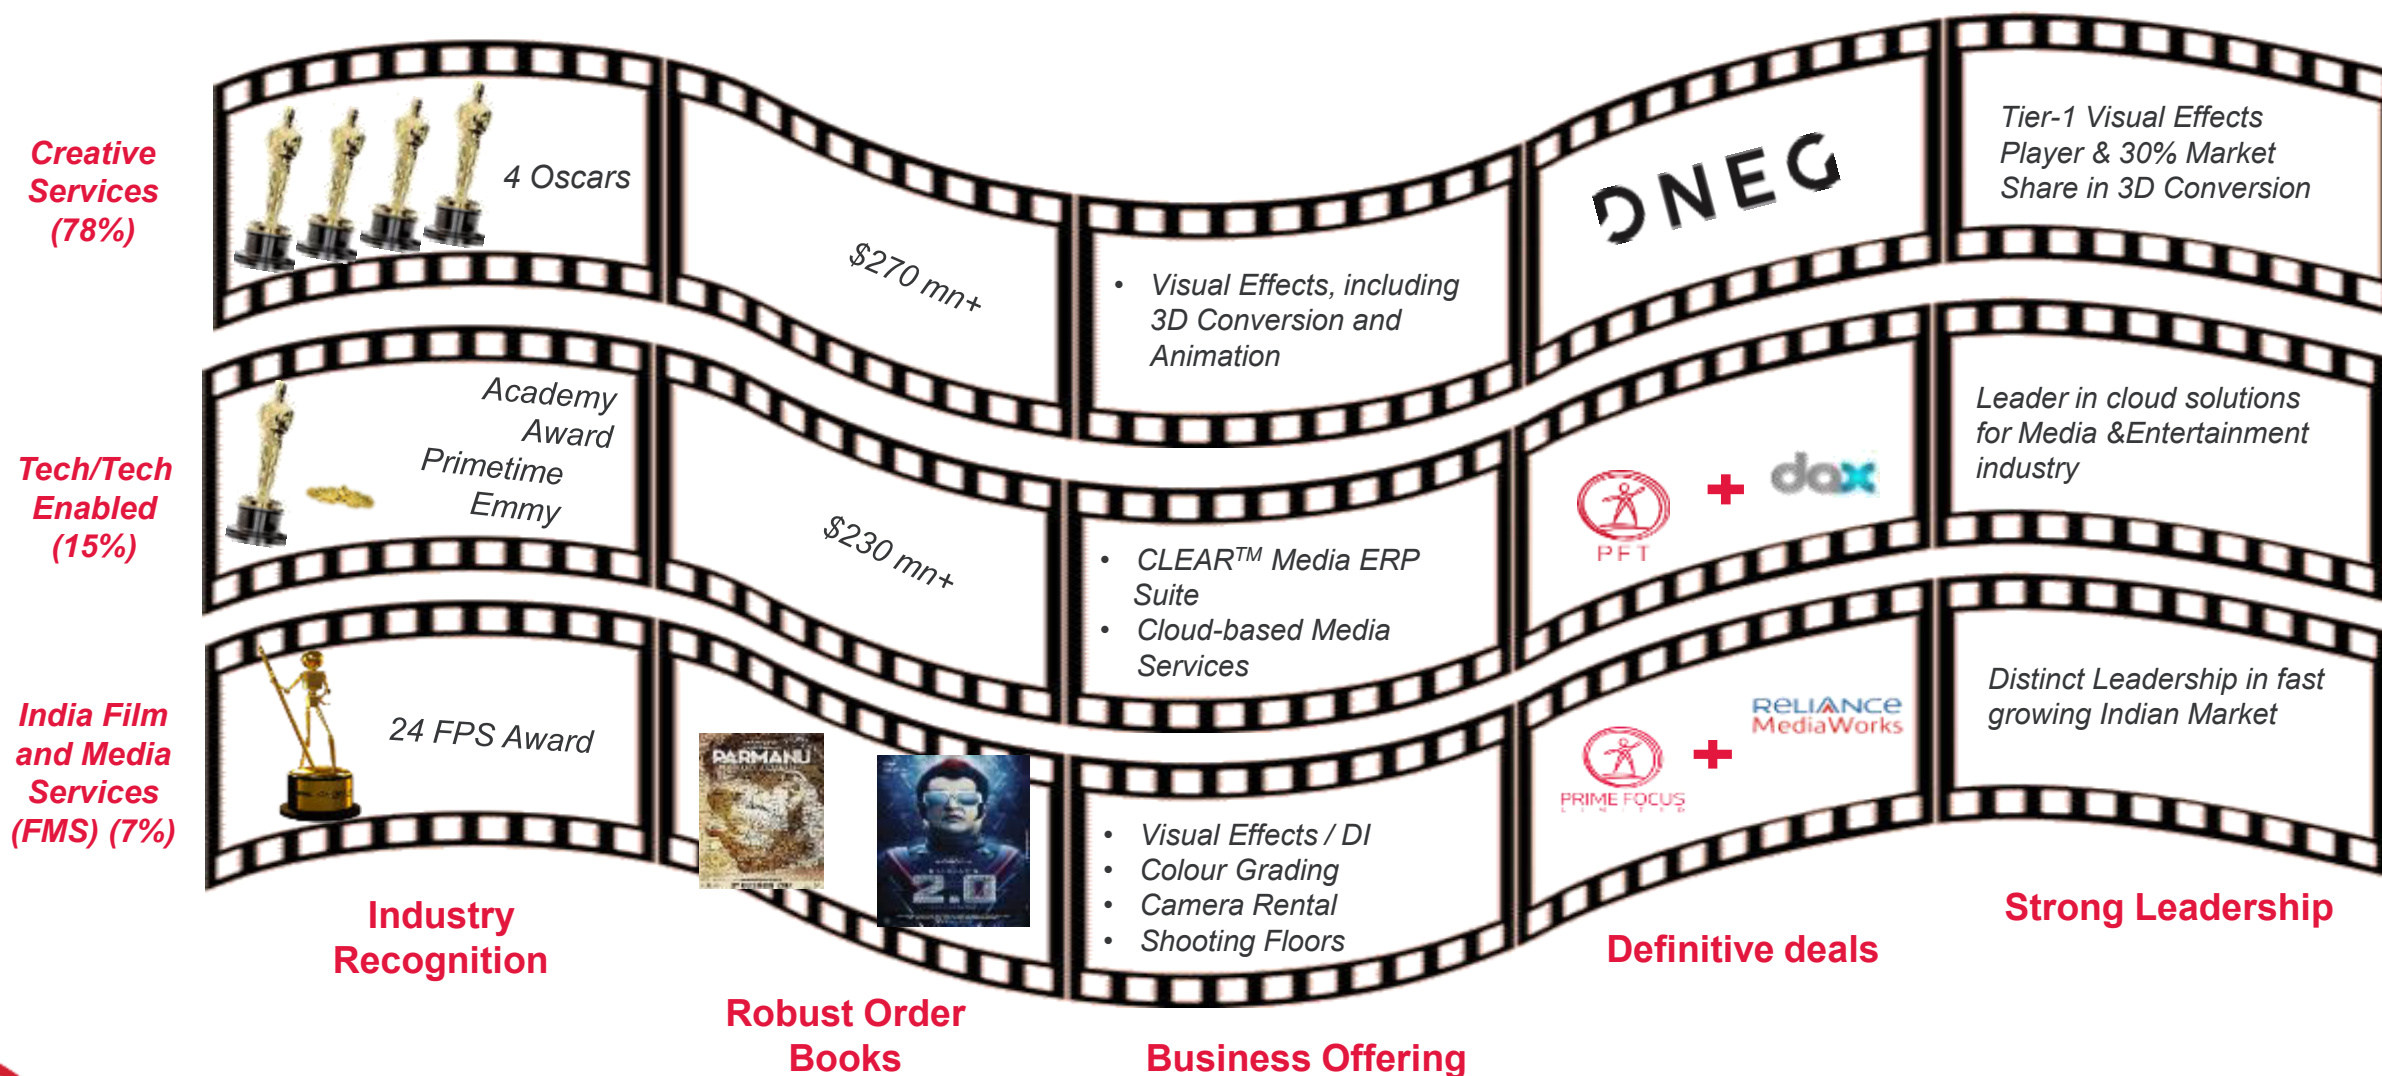 Creative
Services
(78%)
4 Oscars
$270 mn+
• Visual Effects, including
3D Conversion and
Animation
DNEG
Tier-1 Visual Effects
Player & 30% Market
Share in 3D Conversion
Tech/Tech
Enabled
(15%)
Academy
Award
Primetime
Emmy
$230 mn+
• CLEAR™ Media ERP
Suite
• Cloud-based Media
Services
PFT
+
dax
Leader in cloud solutions
for Media &Entertainment
industry
India Film
and Media
Services
(FMS) (7%)
24 FPS Award
PARMANU
2.0
• Visual Effects / DI
• Colour Grading
• Camera Rental
• Shooting Floors
PRIME FOCUS
LIMITED
+
RELIANCE
MediaWorks
Distinct Leadership in fast
growing Indian Market
Industry
Recognition
Robust Order
Books
Business Offering
Definitive deals
Strong Leadership